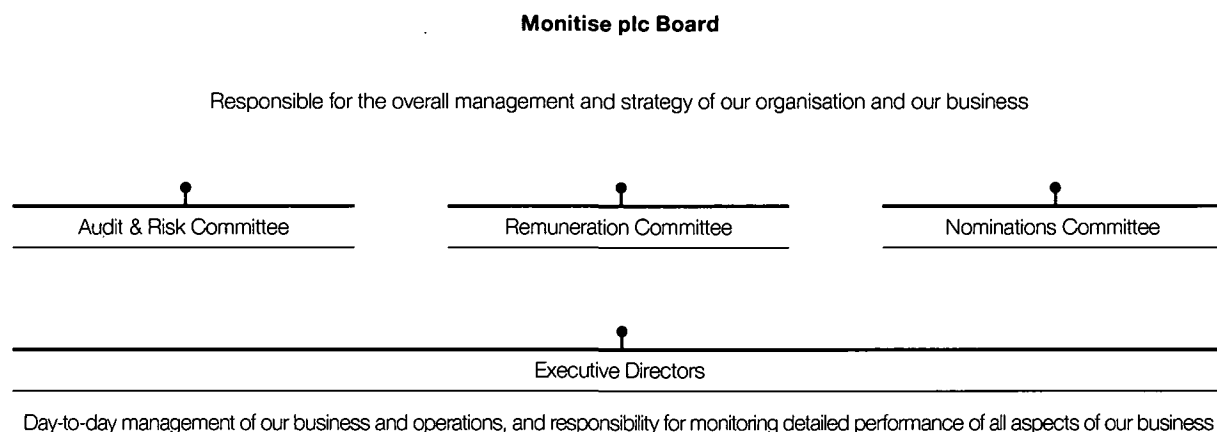 Monitise plc Board
Responsible for the overall management and strategy of our organisation and our business
Audit & Risk Committee
Remuneration Committee
Nominations Committee
Executive Directors
Day-to-day management of our business and operations, and responsibility for monitoring detailed performance of all aspects of our business